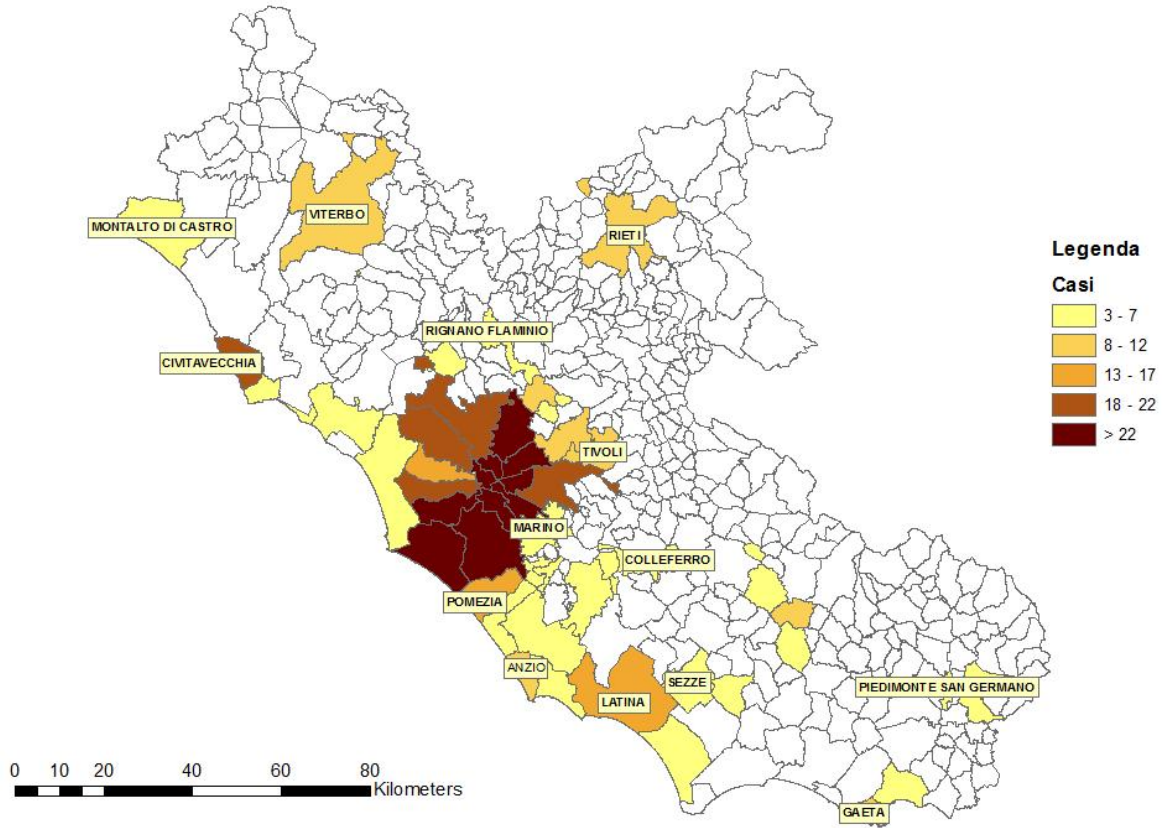 VITERBO
MONTALTO DI CASTRO
RIETI
Legenda
Casi
3 - 7
8 - 12
13 - 17
18 - 22
> 22
RIGNANO FLAMINIO
CIVITAVECCHIA
TIVOLI
MARINO
COLLEFERRO
POMEZIA
ANZIO
SEZZE
PIEDIMONTE SAN GERMANO
LATINA
0 10 20 40 60 80
Kilometers
GAETA